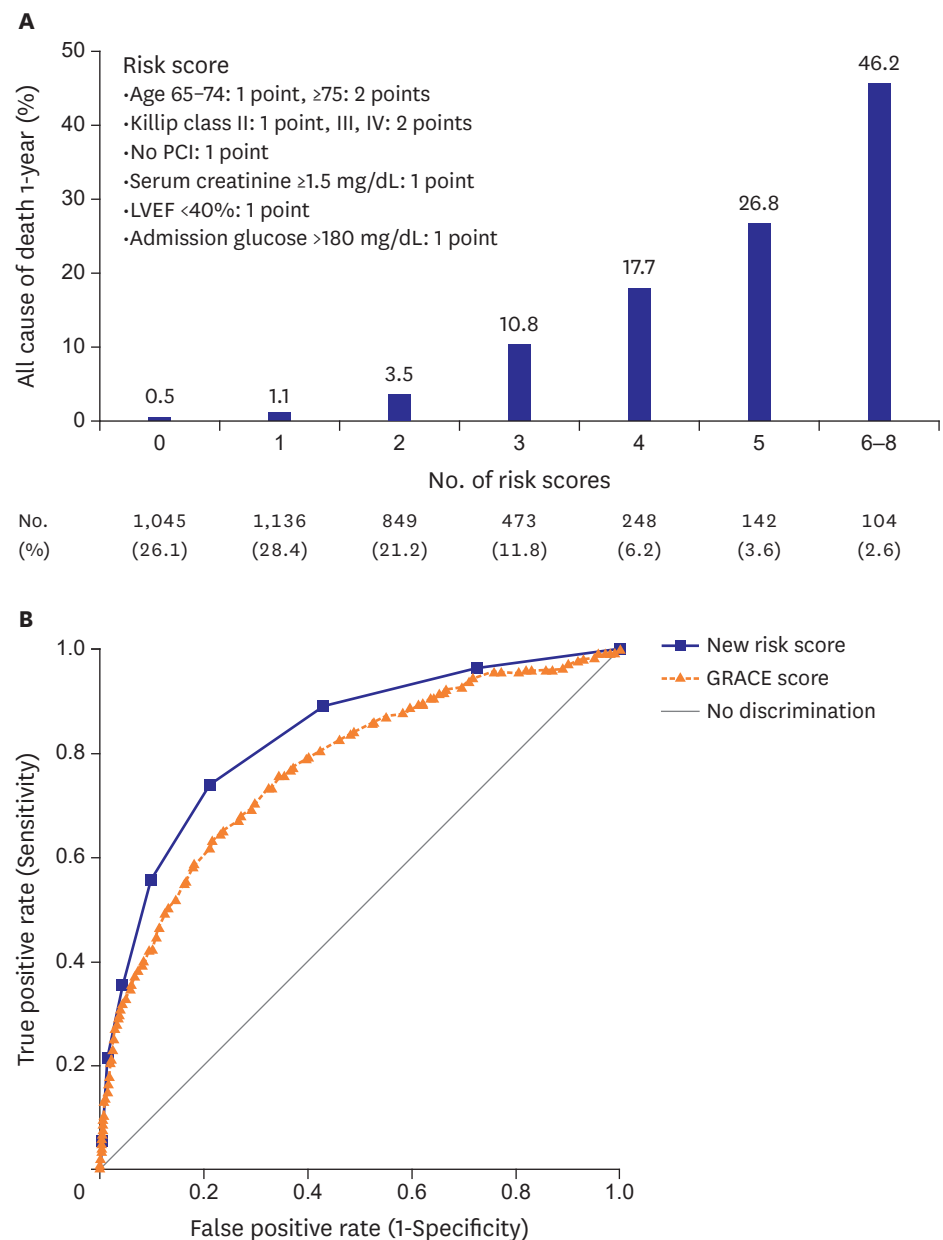 A
50
40
30
20
10
0
All cause of death 1-year (%)
Risk score
·Age 65–74: 1 point, ≥75: 2 points
·Killip class II: 1 point, III, IV: 2 points
·No PCI: 1 point
·Serum creatinine ≥1.5 mg/dL: 1 point
·LVEF <40%: 1 point
·Admission glucose >180 mg/dL: 1 point
0.5 1.1 3.5 10.8 17.7 26.8 46.2
0 1 2 3 4 5 6–8
No. of risk scores
No. 1,045 1,136 849 473 248 142 104
(%) (26.1) (28.4) (21.2) (11.8) (6.2) (3.6) (2.6)
B
1.0
0.8
0.6
0.4
0.2
True positive rate (Sensitivity)
New risk score
GRACE score
No discrimination
0 0.2 0.4 0.6 0.8 1.0
False positive rate (1-Specificity)